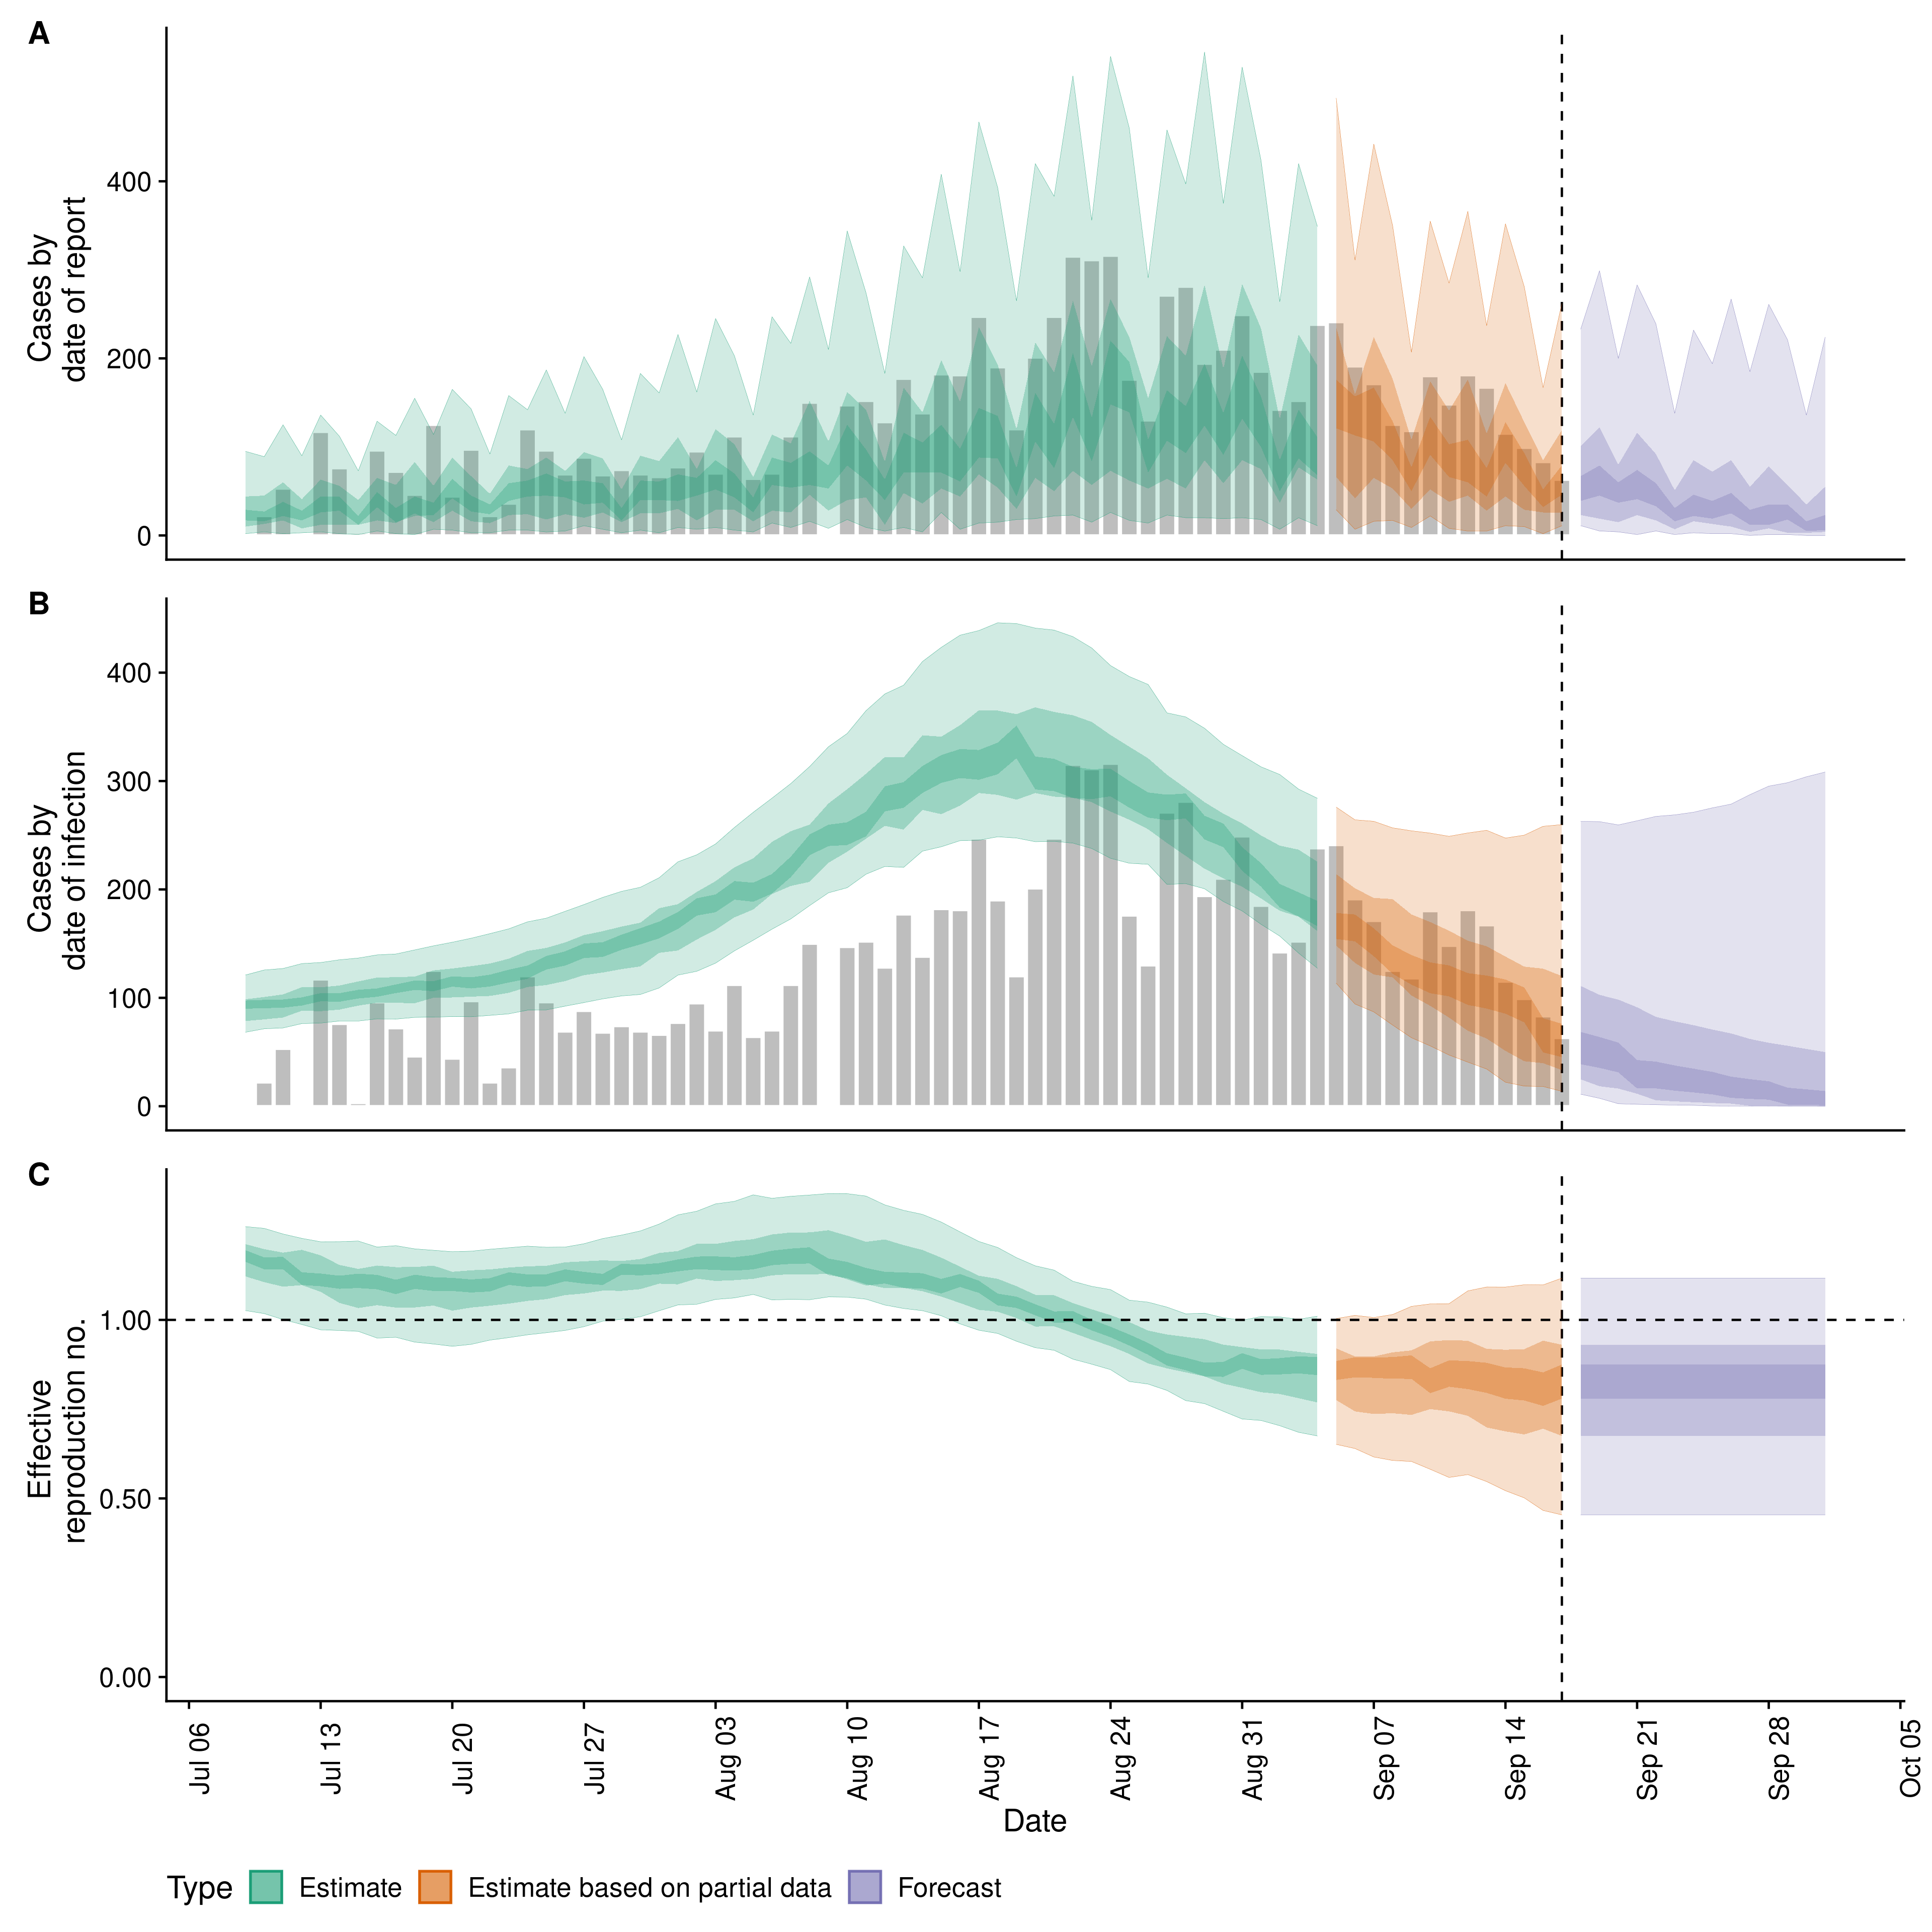 A
Cases by
date of report
400
200
0
B
Cases by
date of infection
400
300
200
100
0
C
Effective
reproduction no.
1.00
0.50
0.00
Jul 06
Jul 13
Jul 20
Jul 27
Aug 03
Aug 10
Aug 17
Aug 24
Aug 31
Sep 07
Sep 14
Sep 21
Sep 28
Oct 05
Date
Type Estimate Estimate based on partial data Forecast